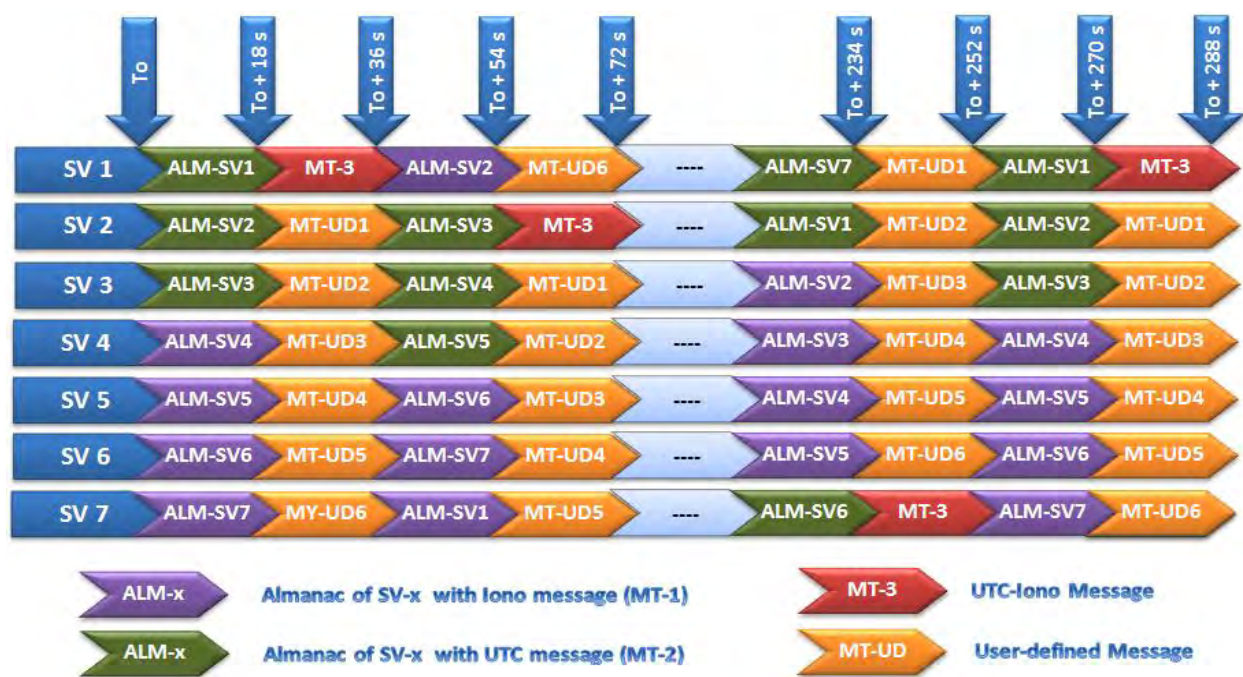 To
To + 18 s
To + 36 s
To + 54 s
To + 72 s
To + 234 s
To + 252 s
To + 270 s
To + 288 s
SV 1 ALM-SV1 MT-3 ALM-SV2 MT-UD6 ---- ALM-SV7 MT-UD1 ALM-SV1 MT-3
SV 2 ALM-SV2 MT-UD1 ALM-SV3 MT-3 ---- ALM-SV1 MT-UD2 ALM-SV2 MT-UD1
SV 3 ALM-SV3 MT-UD2 ALM-SV4 MT-UD1 ---- ALM-SV2 MT-UD3 ALM-SV3 MT-UD2
SV 4 ALM-SV4 MT-UD3 ALM-SV5 MT-UD2 ---- ALM-SV3 MT-UD4 ALM-SV4 MT-UD3
SV 5 ALM-SV5 MT-UD4 ALM-SV6 MT-UD3 ---- ALM-SV4 MT-UD5 ALM-SV5 MT-UD4
SV 6 ALM-SV6 MT-UD5 ALM-SV7 MT-UD4 ---- ALM-SV5 MT-UD6 ALM-SV6 MT-UD5
SV 7 ALM-SV7 MY-UD6 ALM-SV1 MT-UD5 ---- ALM-SV6 MT-3 ALM-SV7 MT-UD6
ALM-x Almanac of SV-x with Iono message (MT-1)
MT-3 UTC-Iono Message
ALM-x Almanac of SV-x with UTC message (MT-2)
MT-UD User-defined Message